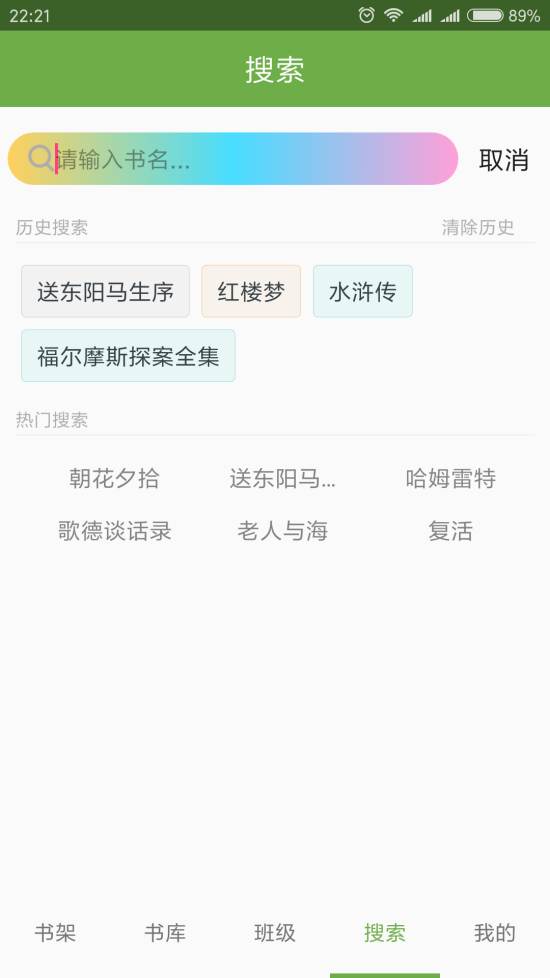 22:21 89%
搜索
请输入书名... 取消
历史搜索 清除历史
送东阳马生序 红楼梦 水浒传
福尔摩斯探案全集
热门搜索
朝花夕拾 送东阳马... 哈姆雷特
歌德谈话录 老人与海 复活
书架 书库 班级 搜索 我的